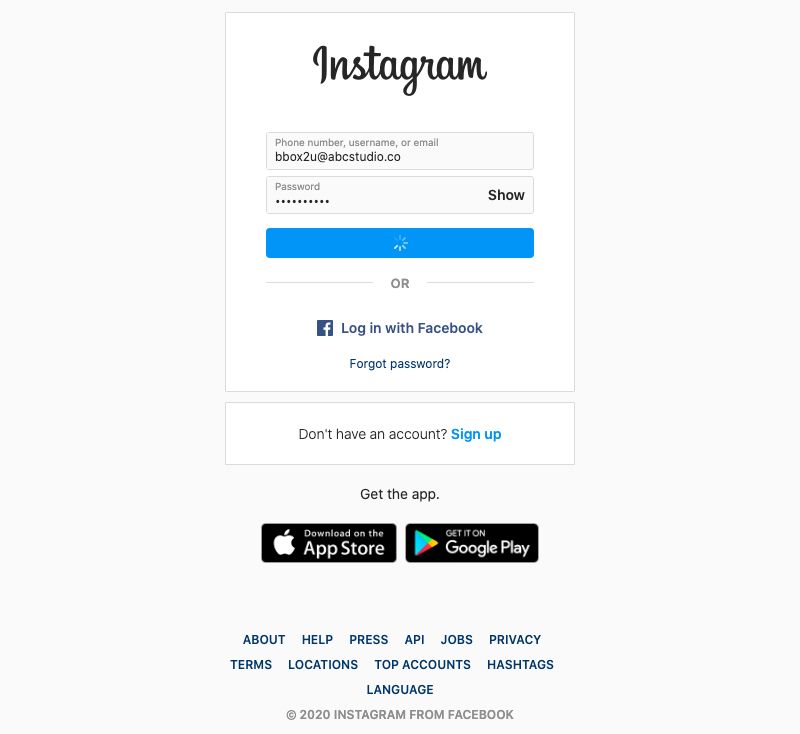 Instagram
Phone number, username, or email
bbox2u@abcstudio.co
Password
••••••••••
Show
OR
Log in with Facebook
Forgot password?
Don't have an account? Sign up
Get the app.
Download on the
App Store
GET IT ON
Google Play
ABOUT HELP PRESS API JOBS PRIVACY
TERMS LOCATIONS TOP ACCOUNTS HASHTAGS
LANGUAGE
© 2020 INSTAGRAM FROM FACEBOOK